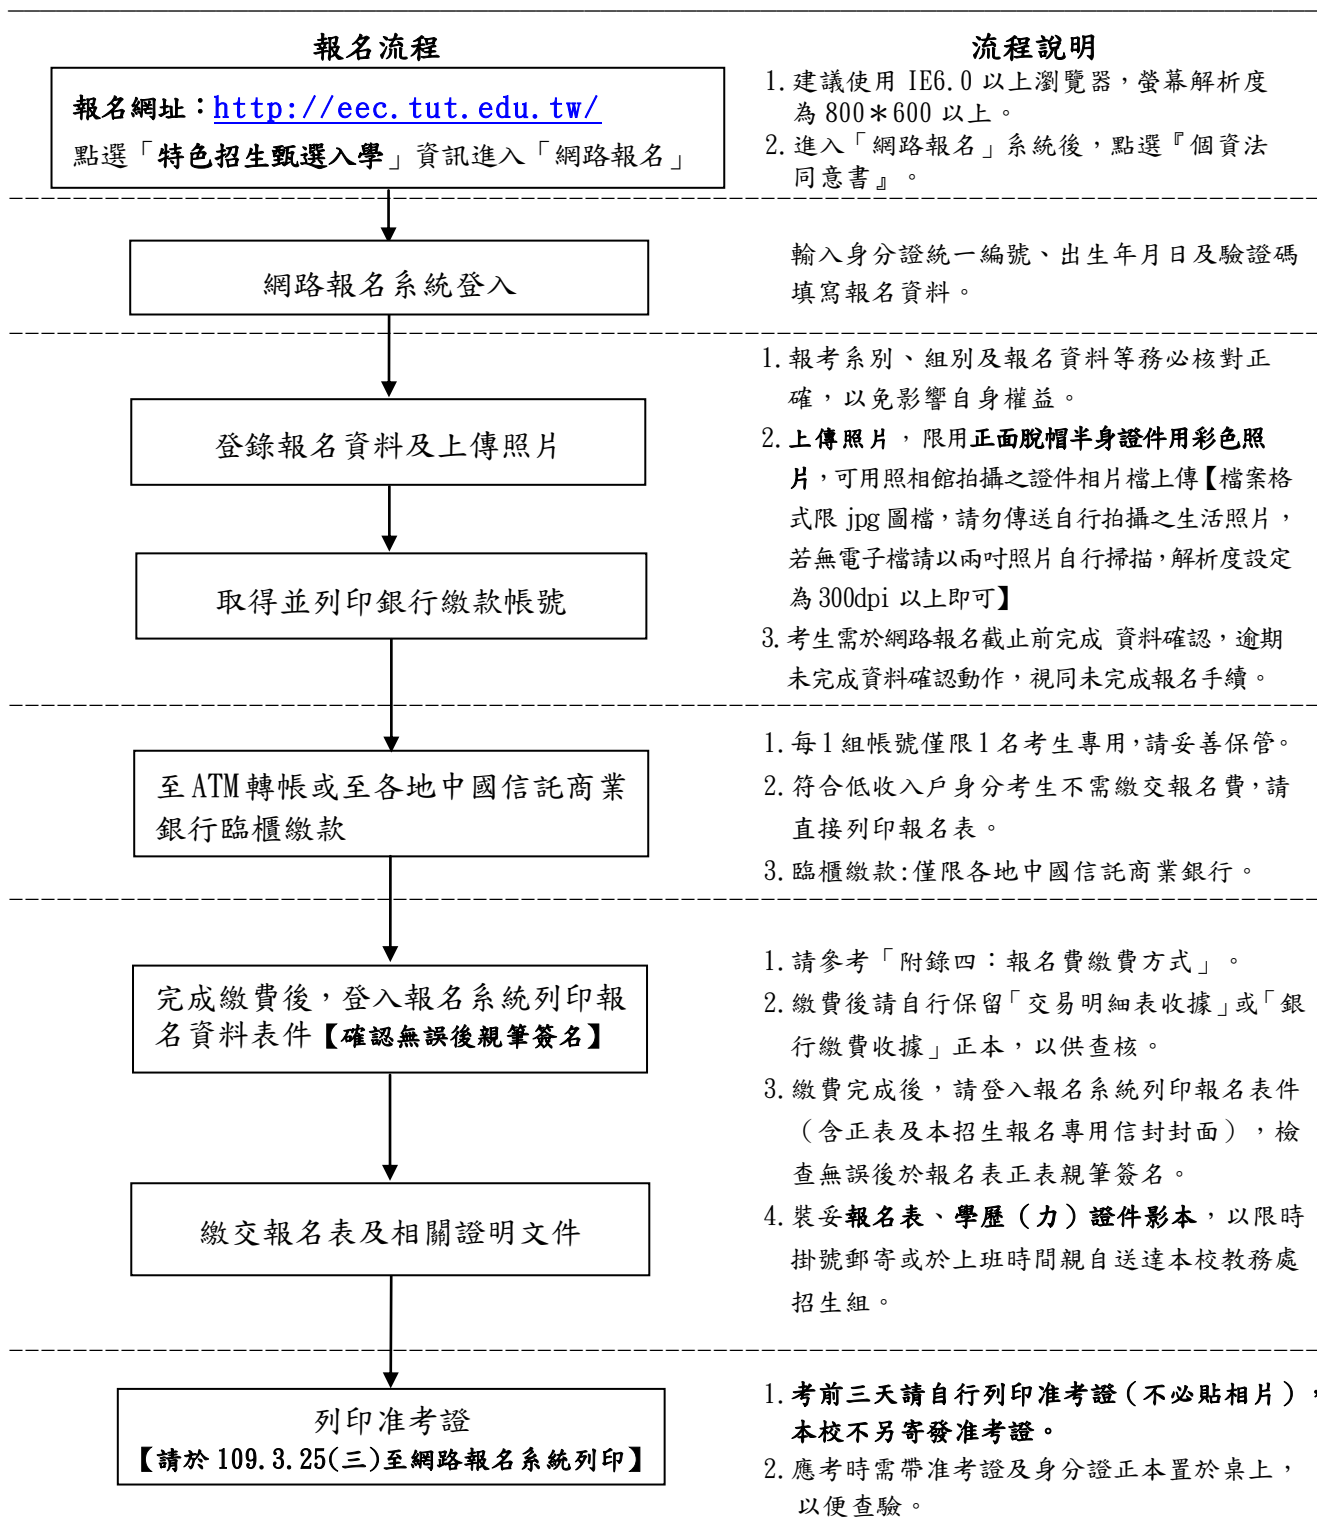 報名流程
流程說明
報名網址：http://eec.tut.edu.tw/
點選「特色招生甄選入學」資訊進入「網路報名」
1.建議使用 IE6.0 以上瀏覽器，螢幕解析度
為 800＊600 以上。
2.進入「網路報名」系統後，點選『個資法
同意書』。
網路報名系統登入
輸入身分證統一編號、出生年月日及驗證碼
填寫報名資料。
登錄報名資料及上傳照片
取得並列印銀行繳款帳號
1.報考系別、組別及報名資料等務必核對正
確，以免影響自身權益。
2.上傳照片，限用正面脫帽半身證件用彩色照
片，可用照相館拍攝之證件相片檔上傳【檔案格
式限 jpg 圖檔，請勿傳送自行拍攝之生活照片，
若無電子檔請以兩吋照片自行掃描，解析度設定
為 300dpi 以上即可】
3.考生需於網路報名截止前完成 資料確認，逾期
未完成資料確認動作，視同未完成報名手續。
至 ATM 轉帳或至各地中國信託商業
銀行臨櫃繳款
1.每 1 組帳號僅限 1 名考生專用，請妥善保管。
2.符合低收入戶身分考生不需繳交報名費，請
直接列印報名表。
3.臨櫃繳款:僅限各地中國信託商業銀行。
完成繳費後，登入報名系統列印報
名資料表件【確認無誤後親筆簽名】
繳交報名表及相關證明文件
1.請參考「附錄四：報名費繳費方式」。
2.繳費後請自行保留「交易明細表收據」或「銀
行繳費收據」正本，以供查核。
3.繳費完成後，請登入報名系統列印報名表件
（含正表及本招生報名專用信封封面），檢
查無誤後於報名表正表親筆簽名。
4.裝妥報名表、學歷（力）證件影本，以限時
掛號郵寄或於上班時間親自送達本校教務處
招生組。
列印准考證
【請於 109.3.25(三)至網路報名系統列印】
1.考前三天請自行列印准考證（不必貼相片），
本校不另寄發准考證。
2.應考時需帶准考證及身分證正本置於桌上，
以便查驗。